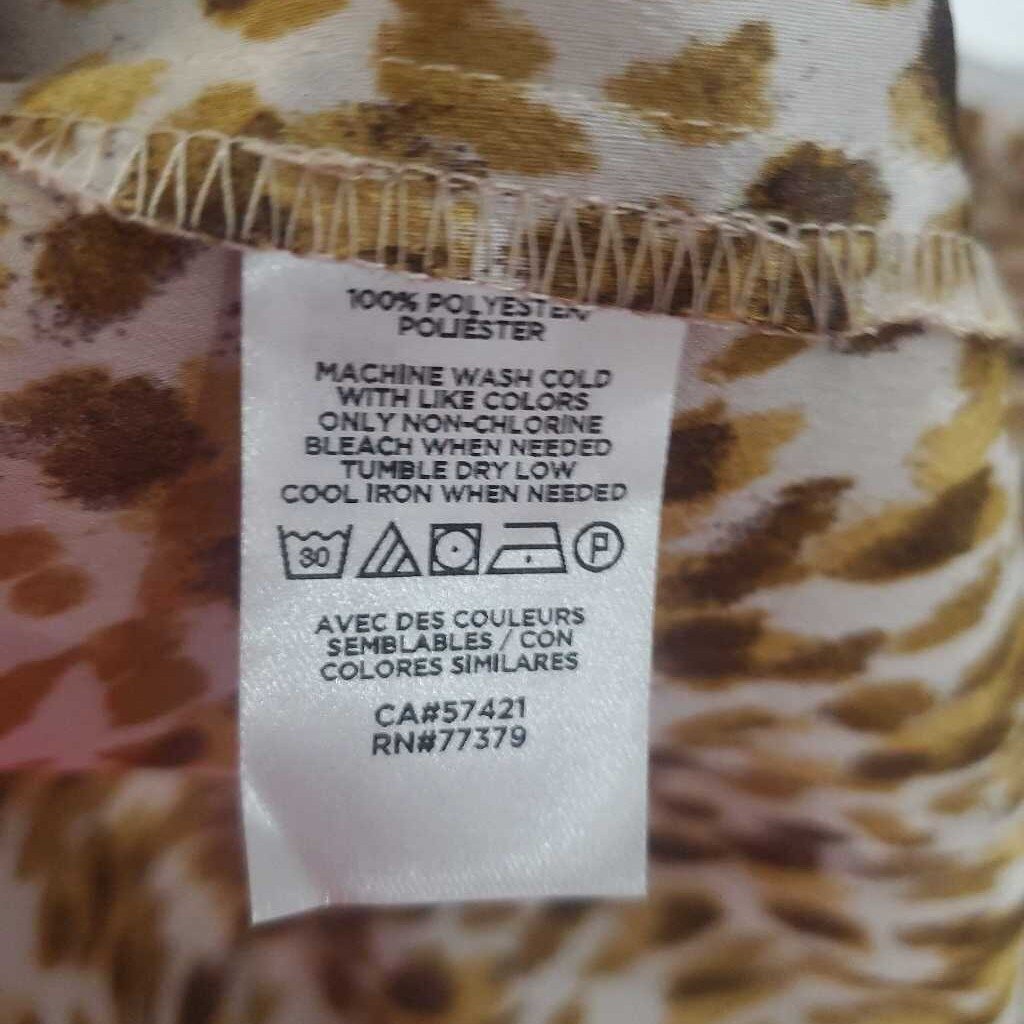 100% POLYESTER
POLIÉSTER
MACHINE WASH COLD
WITH LIKE COLORS
ONLY NON-CHLORINE
BLEACH WHEN NEEDED
TUMBLE DRY LOW
COOL IRON WHEN NEEDED
30 P
AVEC DES COULEURS
SEMBLABLES / CON
COLORES SIMILARES
CA#57421
RN#77379